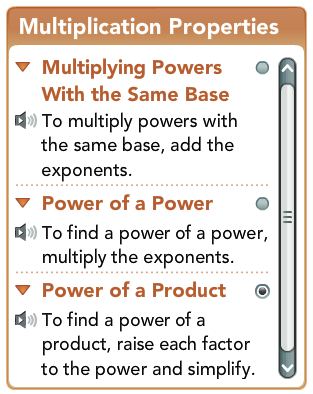 Multiplication Properties
Multiplying Powers
With the Same Base
To multiply powers with
the same base, add the
exponents.
Power of a Power
To find a power of a power,
multiply the exponents.
Power of a Product
To find a power of a
product, raise each factor
to the power and simplify.